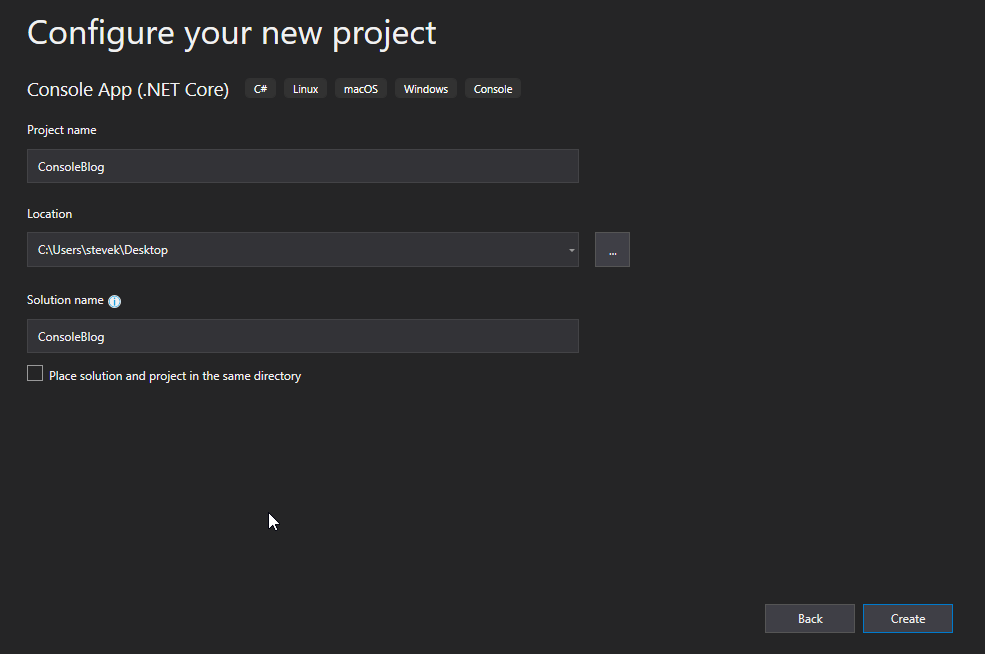 Configure your new project
Console App (.NET Core) C# Linux macOS Windows Console
Project name
ConsoleBlog
Location
C:\Users\stevek\Desktop
...
Solution name
ConsoleBlog
Place solution and project in the same directory
Back Create